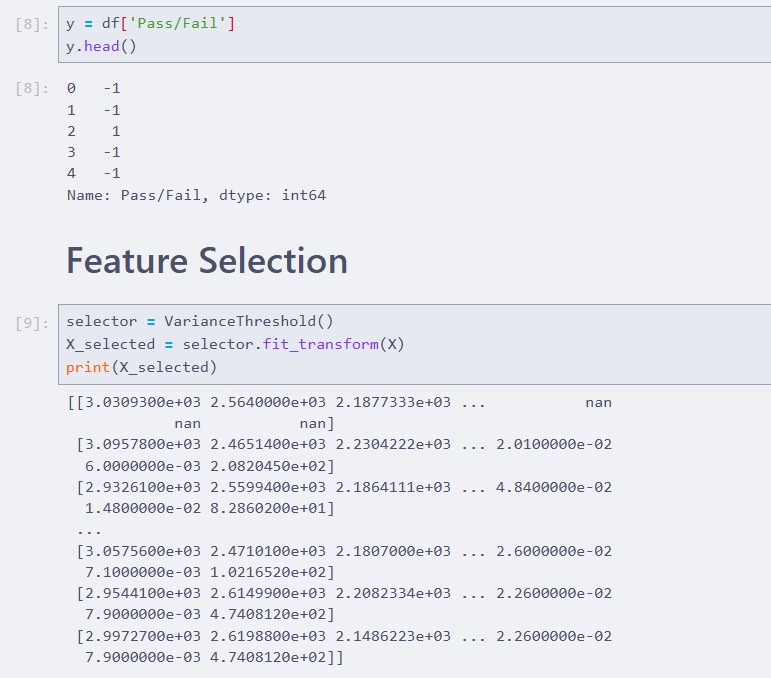 [8]: y = df['Pass/Fail']
y.head()
[8]: 0   -1
1   -1
2    1
3   -1
4   -1
Name: Pass/Fail, dtype: int64
Feature Selection
[9]: selector = VarianceThreshold()
X_selected = selector.fit_transform(X)
print(X_selected)
[[3.0309300e+03 2.5640000e+03 2.1877333e+03 ...           nan
            nan           nan]
 [3.0957800e+03 2.4651400e+03 2.2304222e+03 ... 2.0100000e-02
  6.0000000e-03 2.0820450e+02]
 [2.9326100e+03 2.5599400e+03 2.1864111e+03 ... 4.8400000e-02
  1.4800000e-02 8.2860200e+01]
 ...
 [3.0575600e+03 2.4710100e+03 2.1807000e+03 ... 2.6000000e-02
  7.1000000e-03 1.0216520e+02]
 [2.9544100e+03 2.6149900e+03 2.2082334e+03 ... 2.2600000e-02
  7.9000000e-03 4.7408120e+02]
 [2.9972700e+03 2.6198800e+03 2.1486223e+03 ... 2.2600000e-02
  7.9000000e-03 4.7408120e+02]]